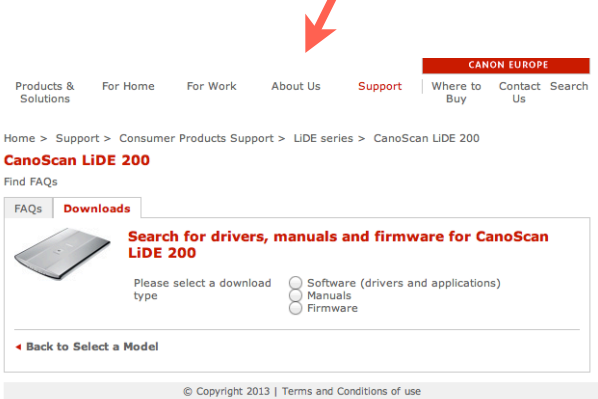 CANON EUROPE
Products & Solutions
For Home
For Work
About Us
Support
Where to Buy
Contact Us
Search
Home > Support > Consumer Products Support > LiDE series > CanoScan LiDE 200
CanoScan LiDE 200
Find FAQs
FAQs
Downloads
Search for drivers, manuals and firmware for CanoScan
LiDE 200
Please select a download
type
Software (drivers and applications)
Manuals
Firmware
Back to Select a Model
© Copyright 2013 | Terms and Conditions of use